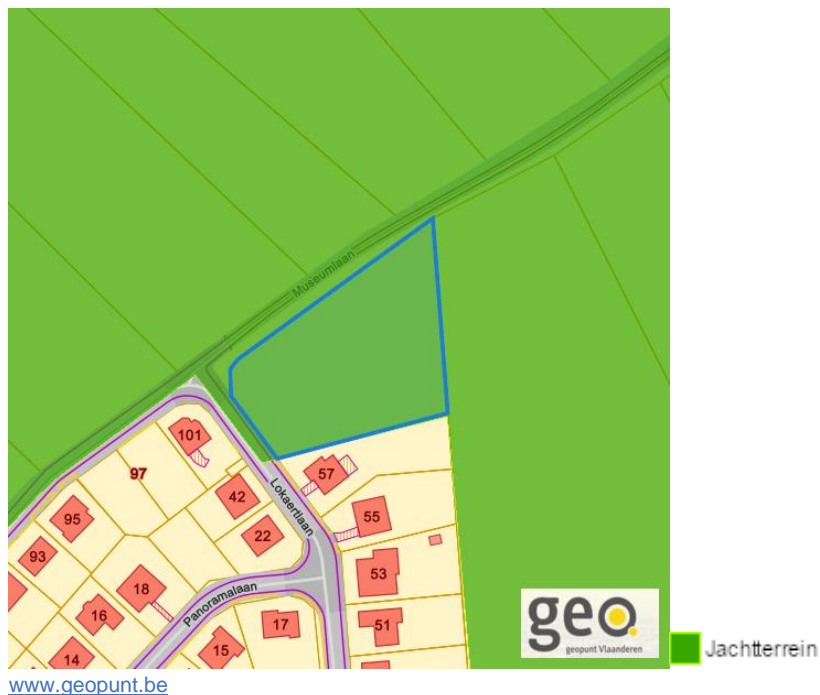 Museumlaan
101
97
57
42
Lokaertlaan
95
55
22
93
53
18
Panoramalaan
16
17
51
15
14
geo
geopunt Vlaanderen
Jachtterrein
www.geopunt.be